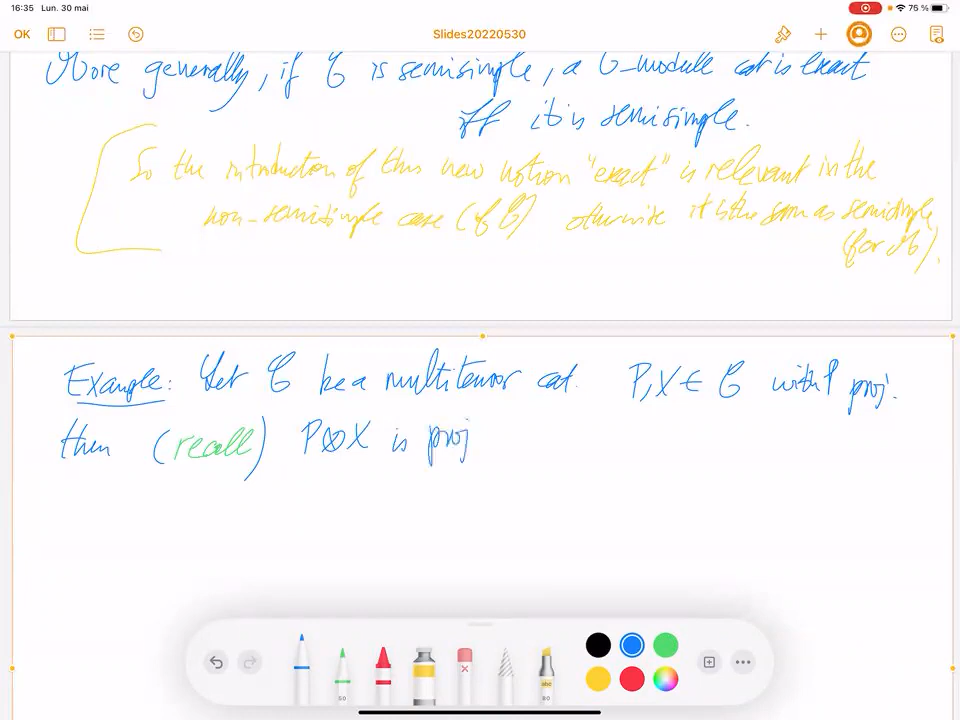 16:35 Lun. 30 mai
75 %
OK
Slides20220530
More generally, if C is semisimple, a C-module cat is exact
iff it is semisimple.
So the introduction of this new notion "exact" is relevant in the
non-semisimple case (of C) otherwise it is the same as semisimple
(for M).
Example: Let C be a multitensor cat. P, X ∈ C with P proj.
then (recall) P⊗X is proj
50
80